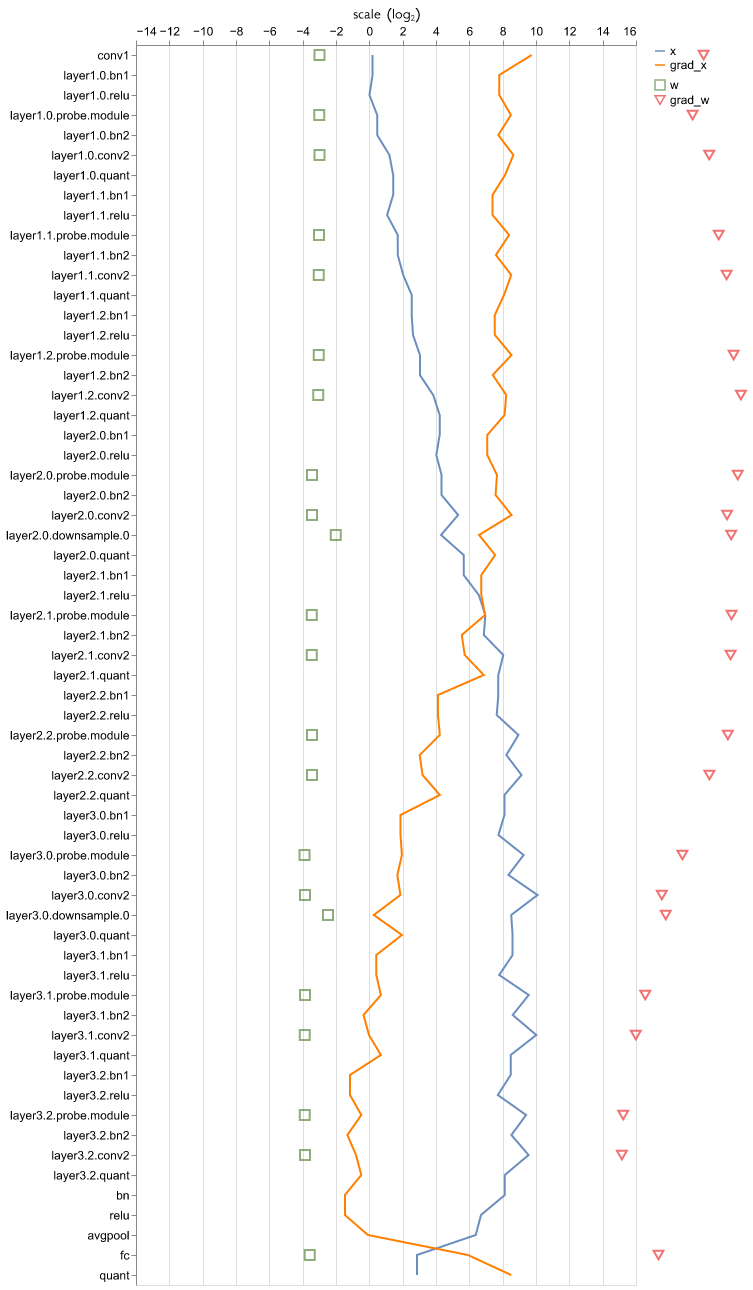 scale (log₂)
−14 −12 −10 −8 −6 −4 −2 0 2 4 6 8 10 12 14 16
x
grad_x
w
grad_w
conv1
layer1.0.bn1
layer1.0.relu
layer1.0.probe.module
layer1.0.bn2
layer1.0.conv2
layer1.0.quant
layer1.1.bn1
layer1.1.relu
layer1.1.probe.module
layer1.1.bn2
layer1.1.conv2
layer1.1.quant
layer1.2.bn1
layer1.2.relu
layer1.2.probe.module
layer1.2.bn2
layer1.2.conv2
layer1.2.quant
layer2.0.bn1
layer2.0.relu
layer2.0.probe.module
layer2.0.bn2
layer2.0.conv2
layer2.0.downsample.0
layer2.0.quant
layer2.1.bn1
layer2.1.relu
layer2.1.probe.module
layer2.1.bn2
layer2.1.conv2
layer2.1.quant
layer2.2.bn1
layer2.2.relu
layer2.2.probe.module
layer2.2.bn2
layer2.2.conv2
layer2.2.quant
layer3.0.bn1
layer3.0.relu
layer3.0.probe.module
layer3.0.bn2
layer3.0.conv2
layer3.0.downsample.0
layer3.0.quant
layer3.1.bn1
layer3.1.relu
layer3.1.probe.module
layer3.1.bn2
layer3.1.conv2
layer3.1.quant
layer3.2.bn1
layer3.2.relu
layer3.2.probe.module
layer3.2.bn2
layer3.2.conv2
layer3.2.quant
bn
relu
avgpool
fc
quant